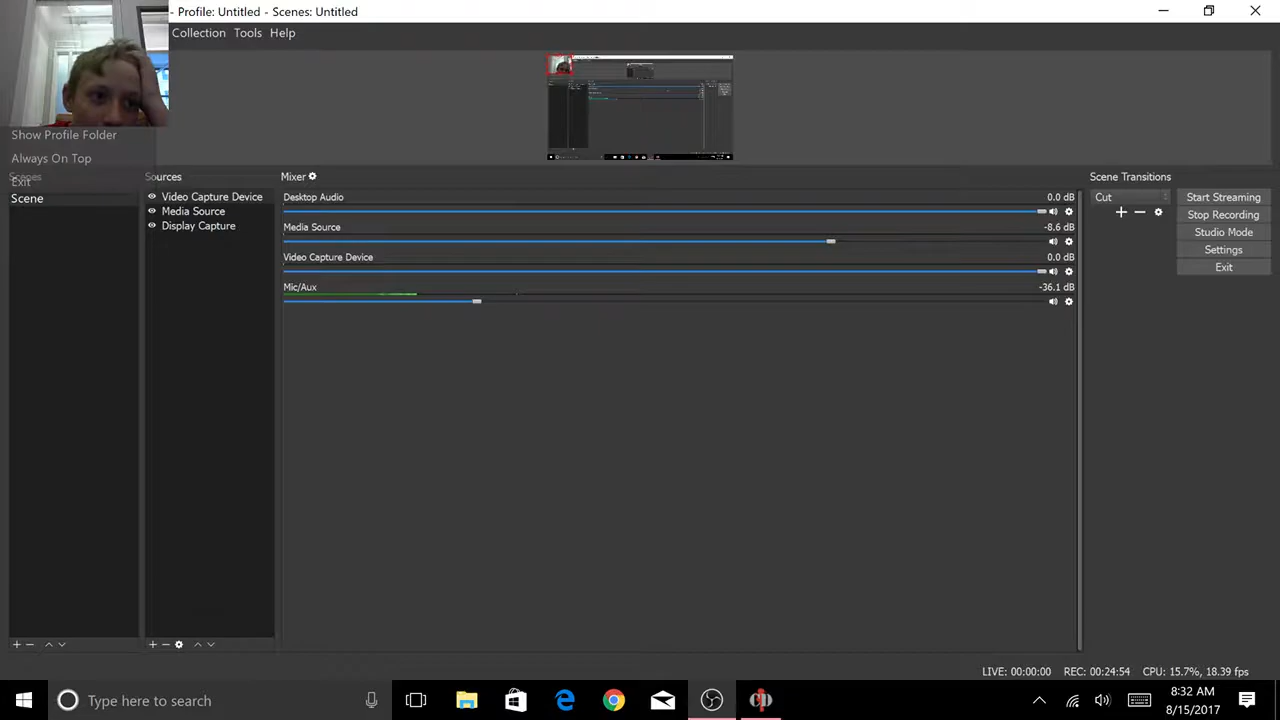 - Profile: Untitled - Scenes: Untitled
Collection Tools Help
Show Profile Folder
Always On Top
Exit
Scenes
Scene
Sources
Video Capture Device
Media Source
Display Capture
Mixer
Desktop Audio 0.0 dB
Media Source -8.6 dB
Video Capture Device 0.0 dB
Mic/Aux -36.1 dB
Scene Transitions
Cut
Start Streaming
Stop Recording
Studio Mode
Settings
Exit
LIVE: 00:00:00 REC: 00:24:54 CPU: 15.7%, 18.39 fps
Type here to search
8:32 AM
8/15/2017